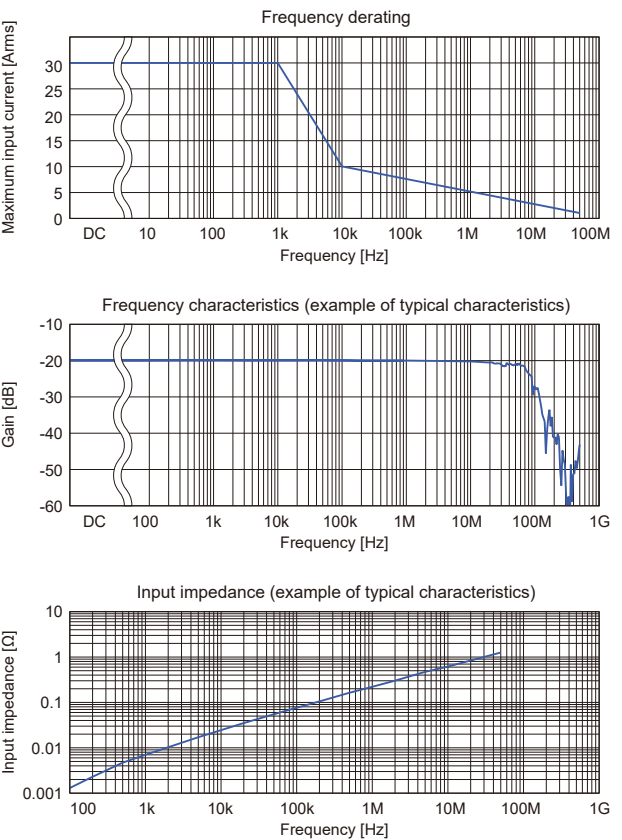 Frequency derating
Maximum input current [Arms]
30
25
20
15
10
5
0
DC 10 100 1k 10k 100k 1M 10M 100M
Frequency [Hz]
Frequency characteristics (example of typical characteristics)
Gain [dB]
-10
-20
-30
-40
-50
-60
DC 100 1k 10k 100k 1M 10M 100M 1G
Frequency [Hz]
Input impedance (example of typical characteristics)
Input impedance [Ω]
10
1
0.1
0.01
0.001
100 1k 10k 100k 1M 10M 100M 1G
Frequency [Hz]